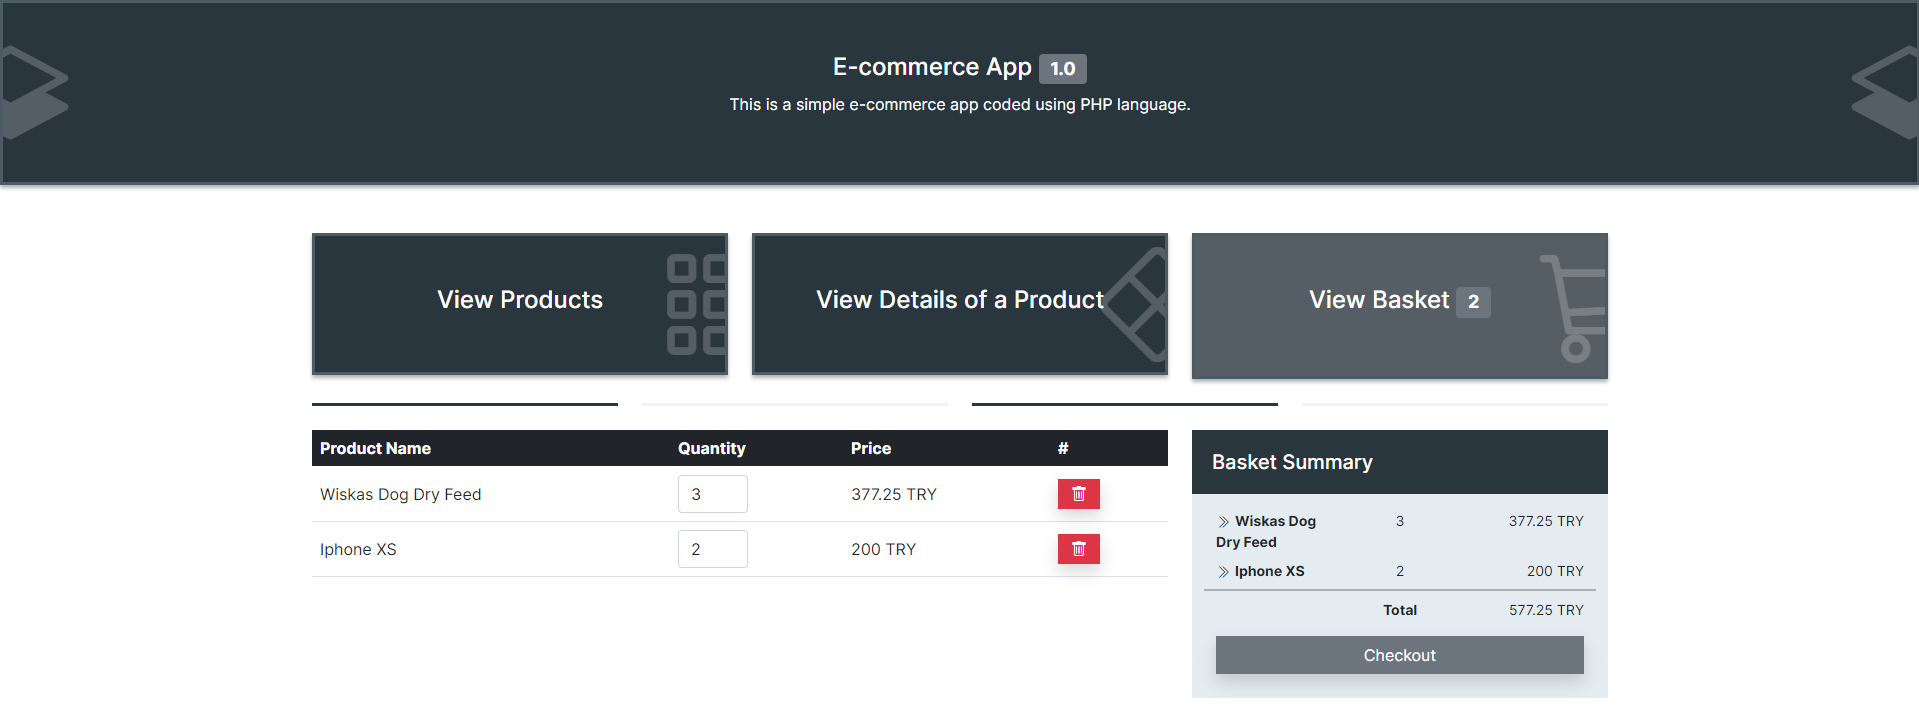 E-commerce App 1.0
This is a simple e-commerce app coded using PHP language.
View Products
View Details of a Product
View Basket 2
Product Name Quantity Price #
Wiskas Dog Dry Feed 3 377.25 TRY
Iphone XS 2 200 TRY
Basket Summary
Wiskas Dog 3 377.25 TRY
Dry Feed
Iphone XS 2 200 TRY
Total 577.25 TRY
Checkout